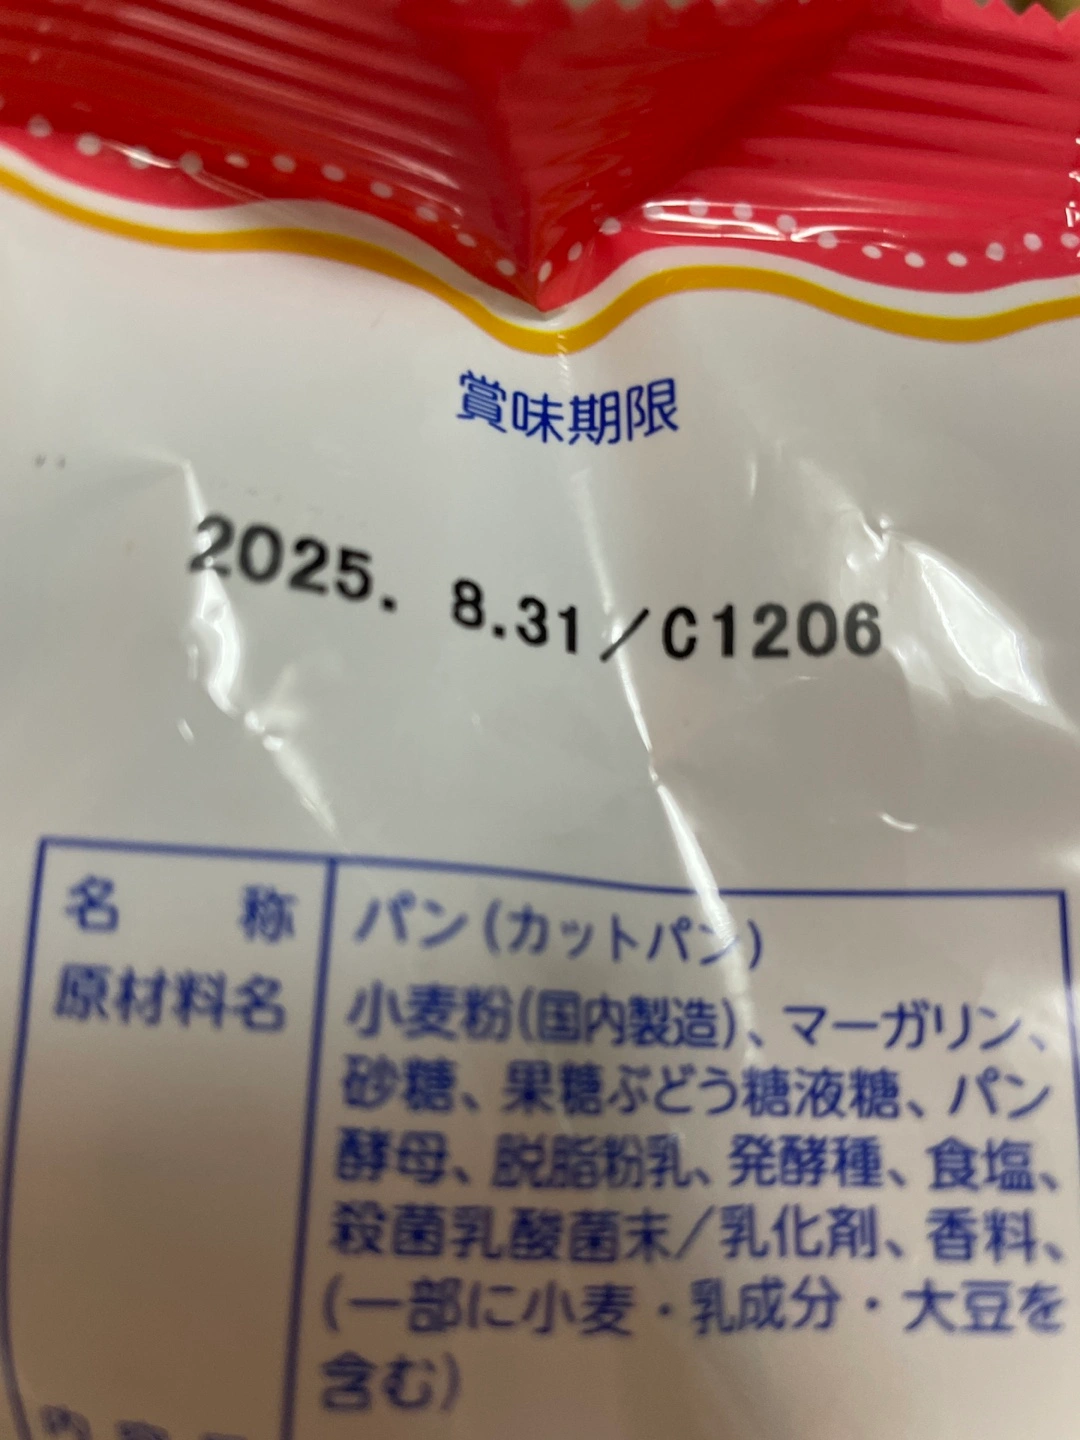 賞味期限
2025. 8.31/C1206
名 称 パン(カットパン)
原材料名 小麦粉(国内製造)、マーガリン、
砂糖、果糖ぶどう糖液糖、パン
酵母、脱脂粉乳、発酵種、食塩、
殺菌乳酸菌末/乳化剤、香料、
(一部に小麦・乳成分・大豆を
含む)